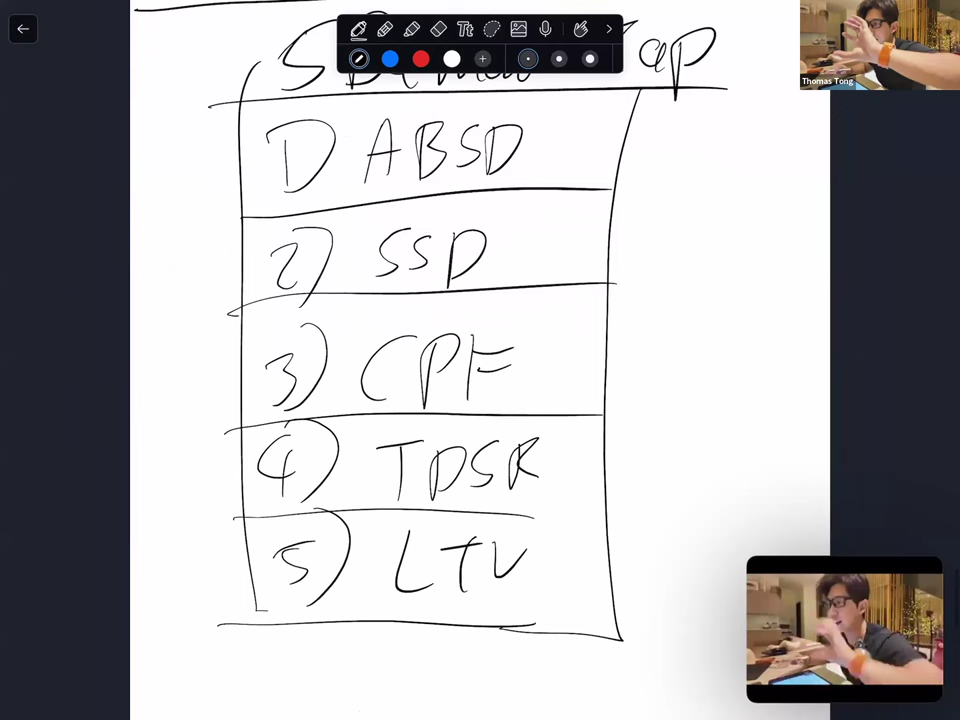 Thomas Tong
1) ABSD
2) SSD
3) CPF
4) TDSR
5) LTV